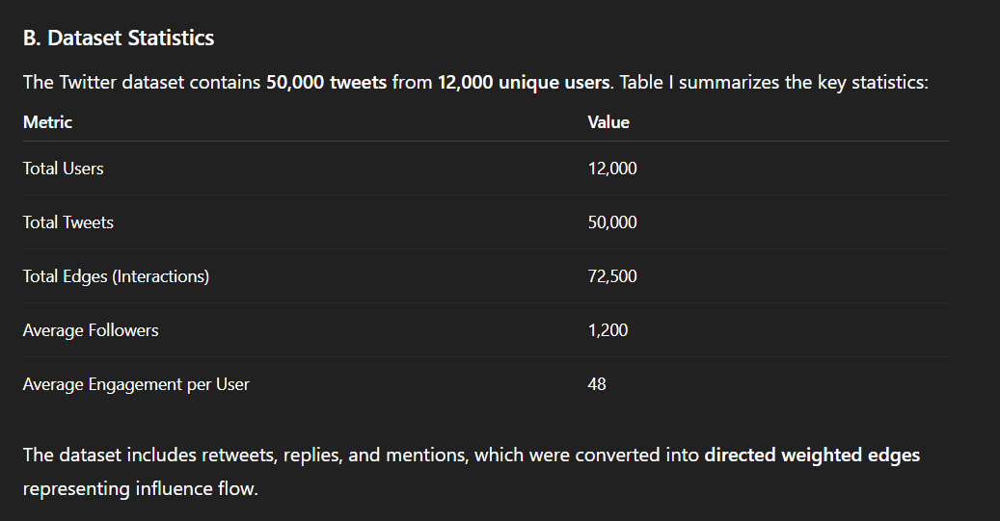 B. Dataset Statistics
The Twitter dataset contains 50,000 tweets from 12,000 unique users. Table I summarizes the key statistics:
Metric Value
Total Users 12,000
Total Tweets 50,000
Total Edges (Interactions) 72,500
Average Followers 1,200
Average Engagement per User 48
The dataset includes retweets, replies, and mentions, which were converted into directed weighted edges
representing influence flow.